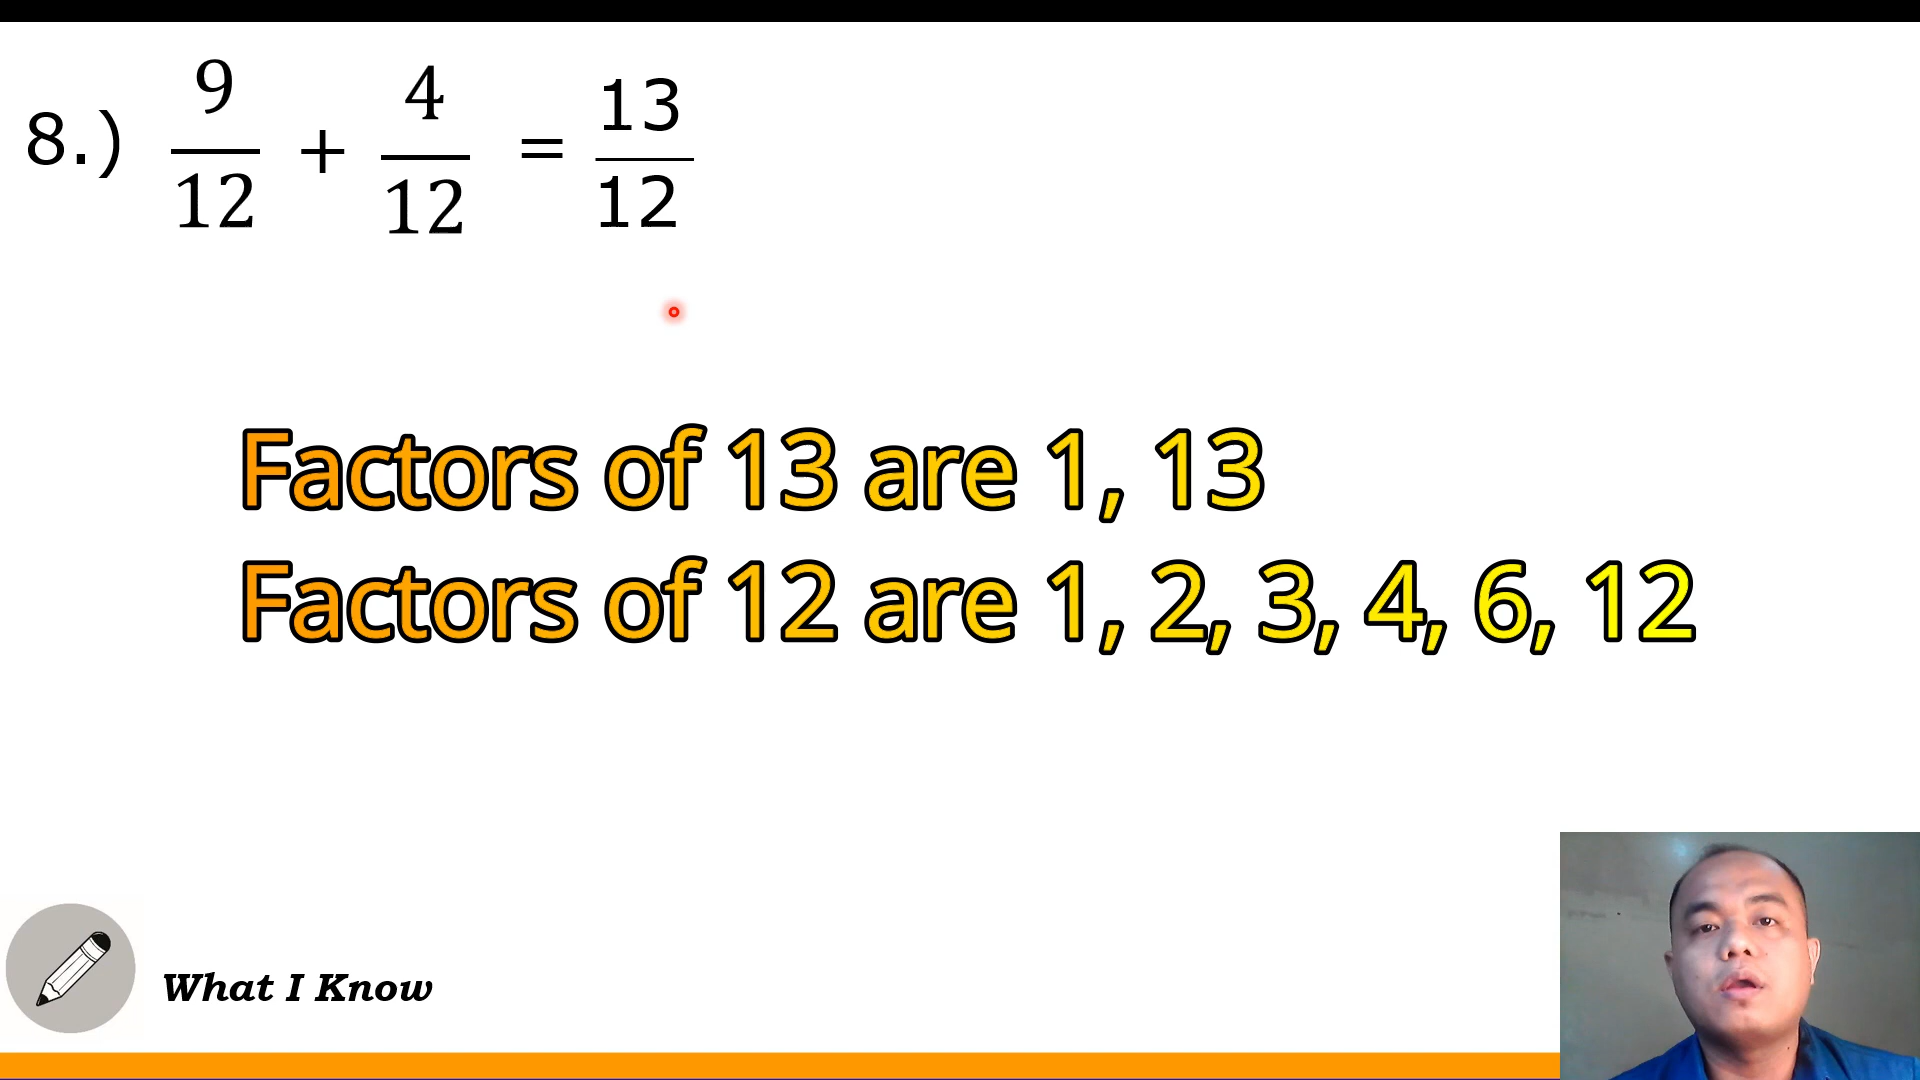 8.) 9/12 + 4/12 = 13/12
Factors of 13 are 1, 13
Factors of 12 are 1, 2, 3, 4, 6, 12
What I Know